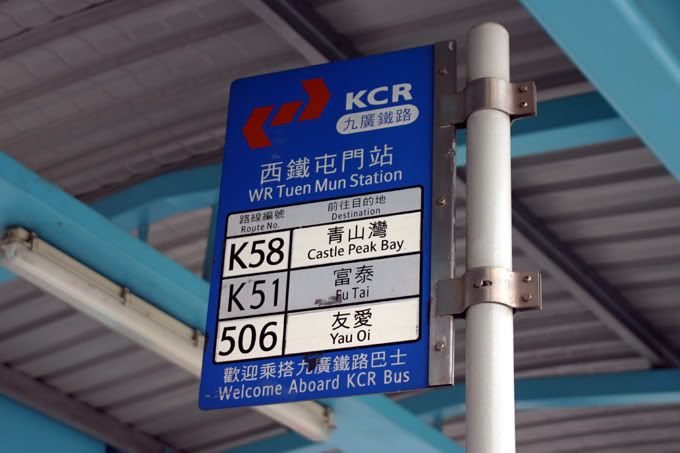 KCR
九廣鐵路
西鐵屯門站
WR Tuen Mun Station
路線編號 前往目的地
Route No. Destination
K58 青山灣
Castle Peak Bay
K51 富泰
Fu Tai
506 友愛
Yau Oi
歡迎乘搭九廣鐵路巴士
Welcome Aboard KCR Bus